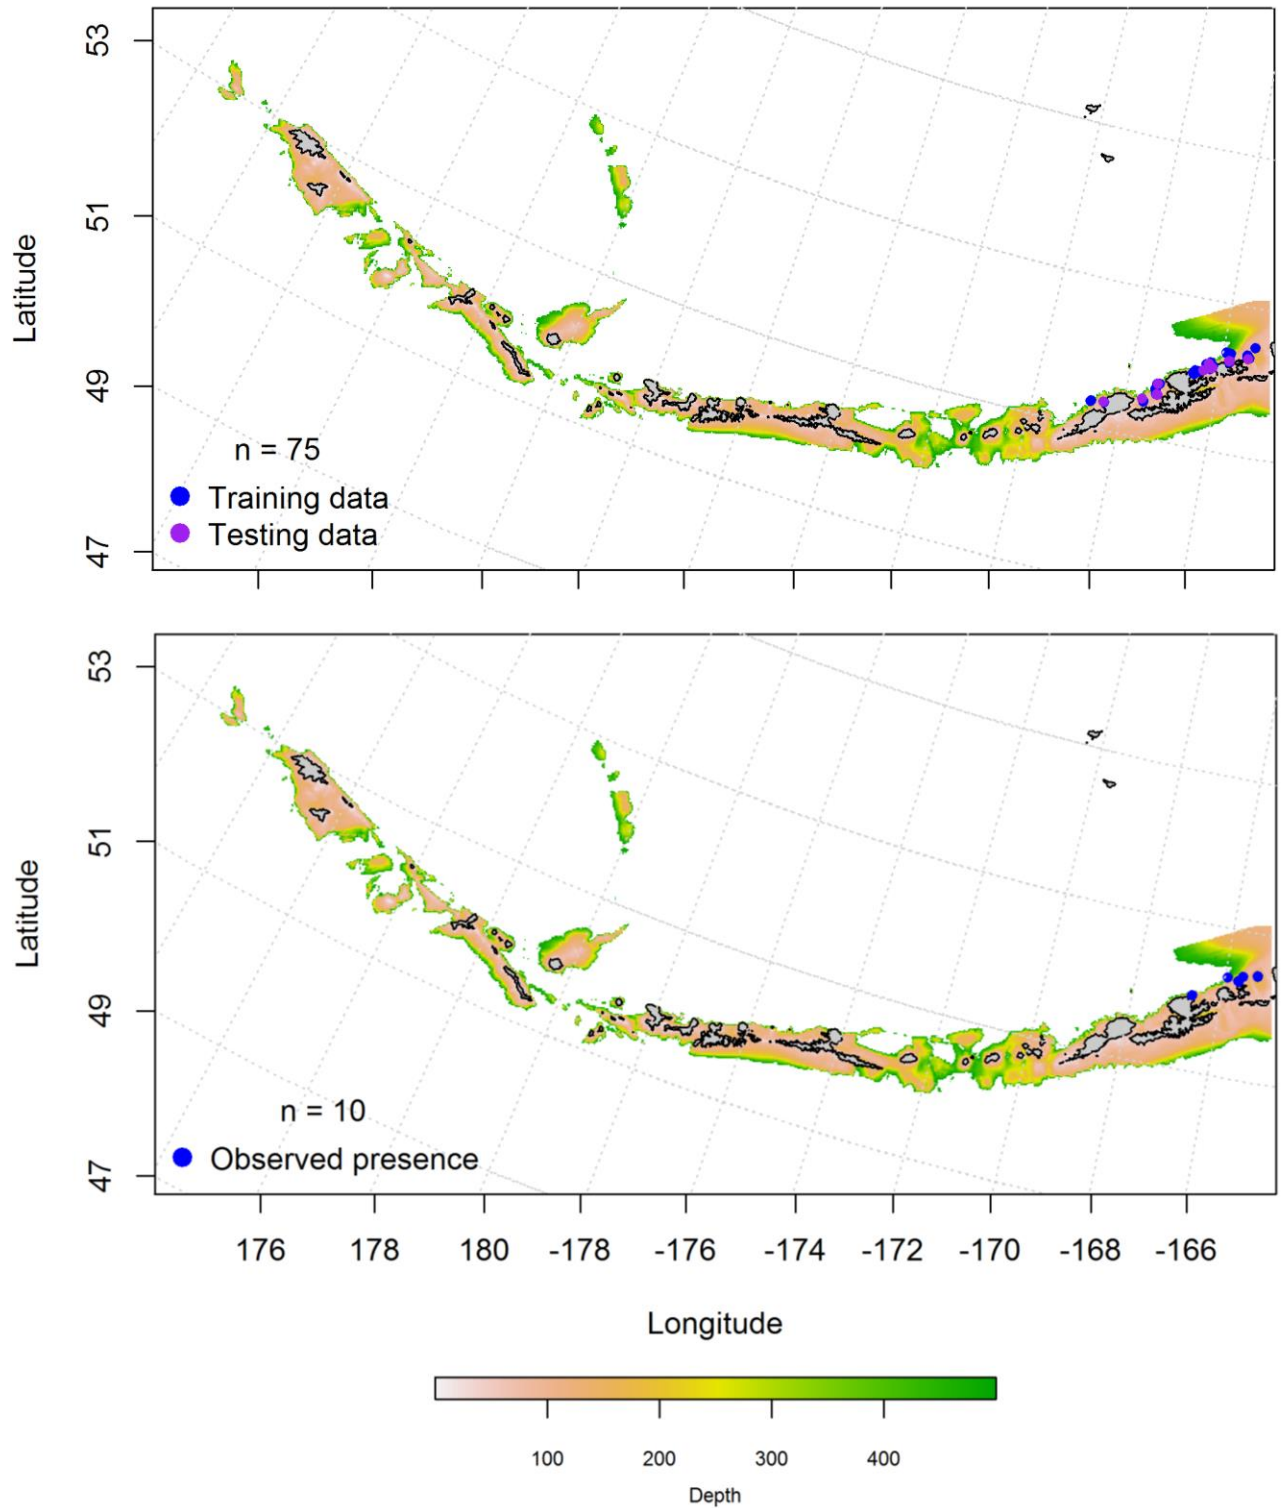 53
51
49
47
Latitude
n = 75
Training data
Testing data
53
51
49
47
Latitude
n = 10
Observed presence
176 178 180 -178 -176 -174 -172 -170 -168 -166
Longitude
100 200 300 400
Depth